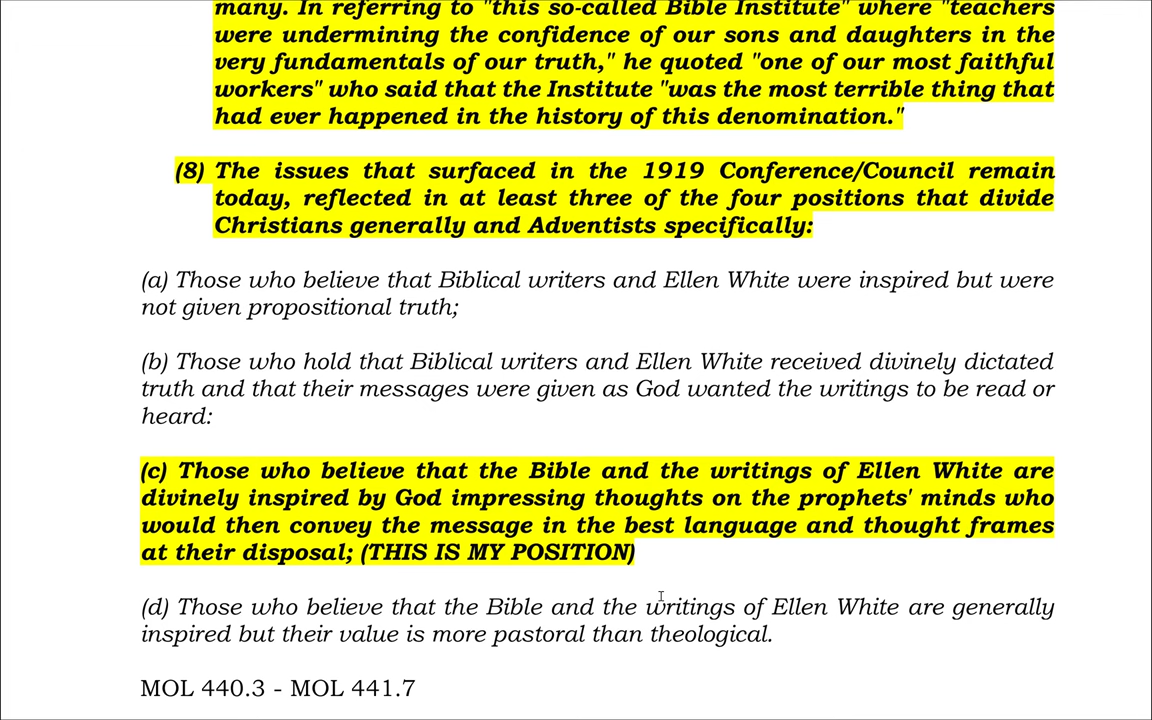 many. In referring to "this so-called Bible Institute" where "teachers
were undermining the confidence of our sons and daughters in the
very fundamentals of our truth," he quoted "one of our most faithful
workers" who said that the Institute "was the most terrible thing that
had ever happened in the history of this denomination."
(8) The issues that surfaced in the 1919 Conference/Council remain
today, reflected in at least three of the four positions that divide
Christians generally and Adventists specifically:
(a) Those who believe that Biblical writers and Ellen White were inspired but were
not given propositional truth;
(b) Those who hold that Biblical writers and Ellen White received divinely dictated
truth and that their messages were given as God wanted the writings to be read or
heard:
(c) Those who believe that the Bible and the writings of Ellen White are
divinely inspired by God impressing thoughts on the prophets' minds who
would then convey the message in the best language and thought frames
at their disposal; (THIS IS MY POSITION)
(d) Those who believe that the Bible and the writings of Ellen White are generally
inspired but their value is more pastoral than theological.
MOL 440.3 - MOL 441.7